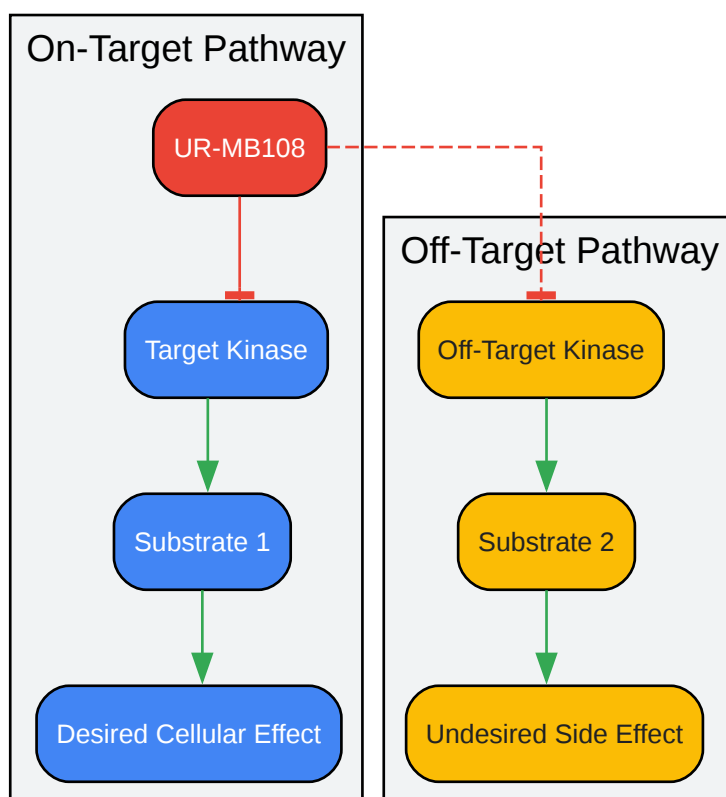 On-Target Pathway
UR-MB108
Target Kinase
Substrate 1
Desired Cellular Effect
Off-Target Pathway
Off-Target Kinase
Substrate 2
Undesired Side Effect